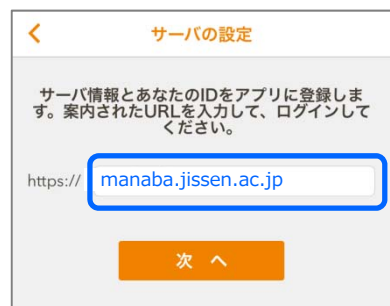 サーバの設定
サーバ情報とあなたのIDをアプリに登録しま
す。案内されたURLを入力して、ログインして
ください。
https:// manaba.jissen.ac.jp
次 へ